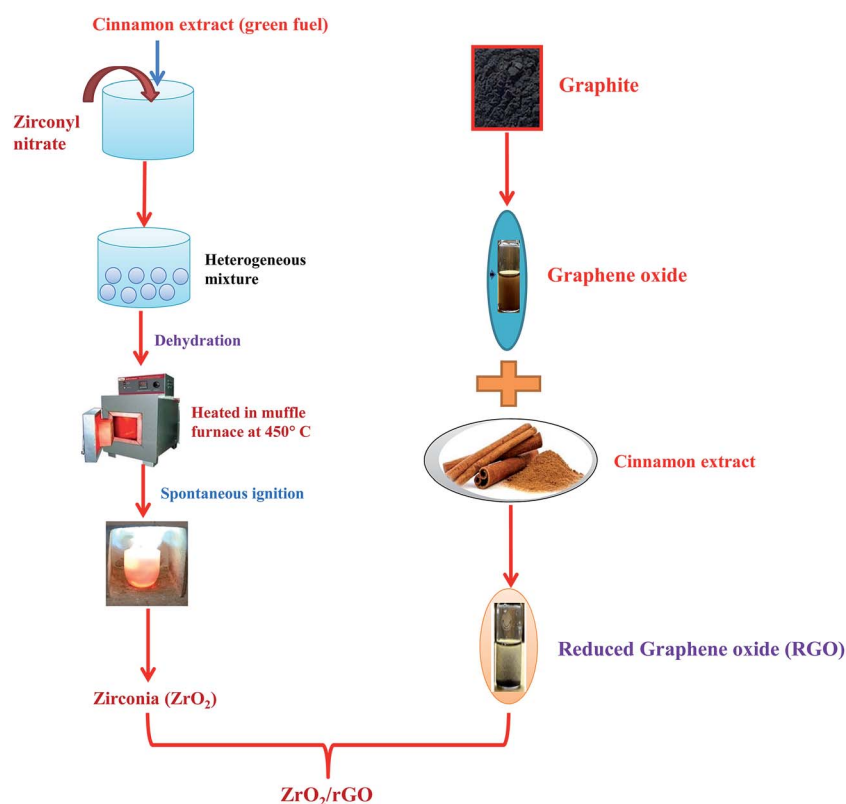 Cinnamon extract (green fuel)
Zirconyl
nitrate
Heterogeneous
mixture
Dehydration
Heated in muffle
furnace at 450° C
Spontaneous ignition
Zirconia (ZrO₂)
Graphite
Graphene oxide
Cinnamon extract
Reduced Graphene oxide (RGO)
ZrO₂/rGO